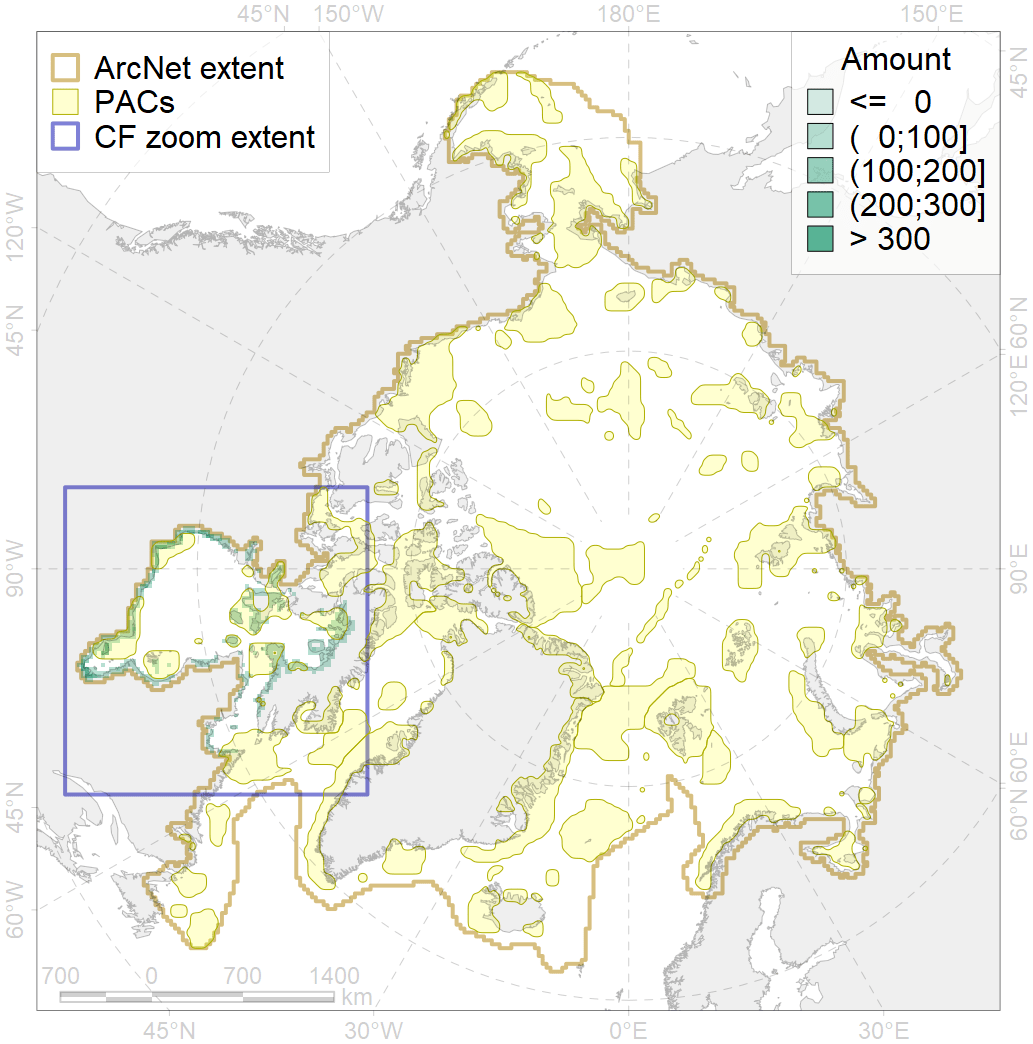 45°N 150°W 180°E 150°E
ArcNet extent
PACs
CF zoom extent
Amount
<= 0
( 0;100]
(100;200]
(200;300]
> 300
45°N
120°W
45°N
90°W
45°N
60°W
60°N
120°E
90°E
60°E
60°N
700 0 700 1400
km
45°W 30°W 0°E 30°E